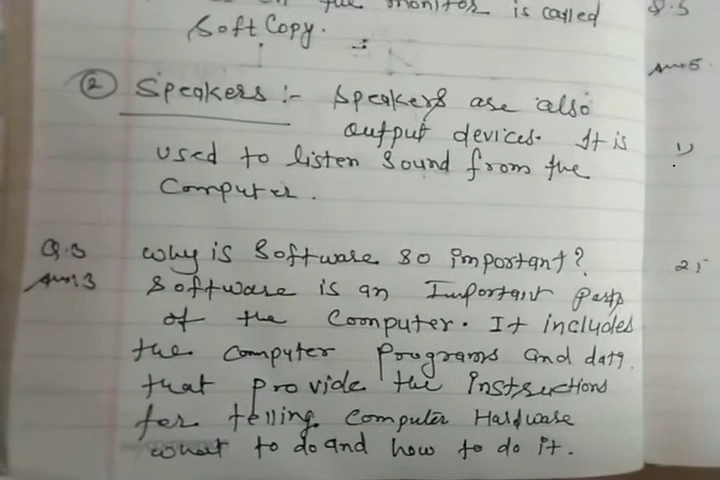 the monitor is called
Soft Copy.
② Speakers :- Speakers are also
output devices. It is
used to listen Sound from the
Computer.
Q.3 Why is Software so important?
Ans 3 Software is an Important parts
of the Computer. It includes
the computer Programs and data
that provide the instructions
for telling Computer Hardware
what to do and how to do it.
Q.5
Ans 5.
1)
2)